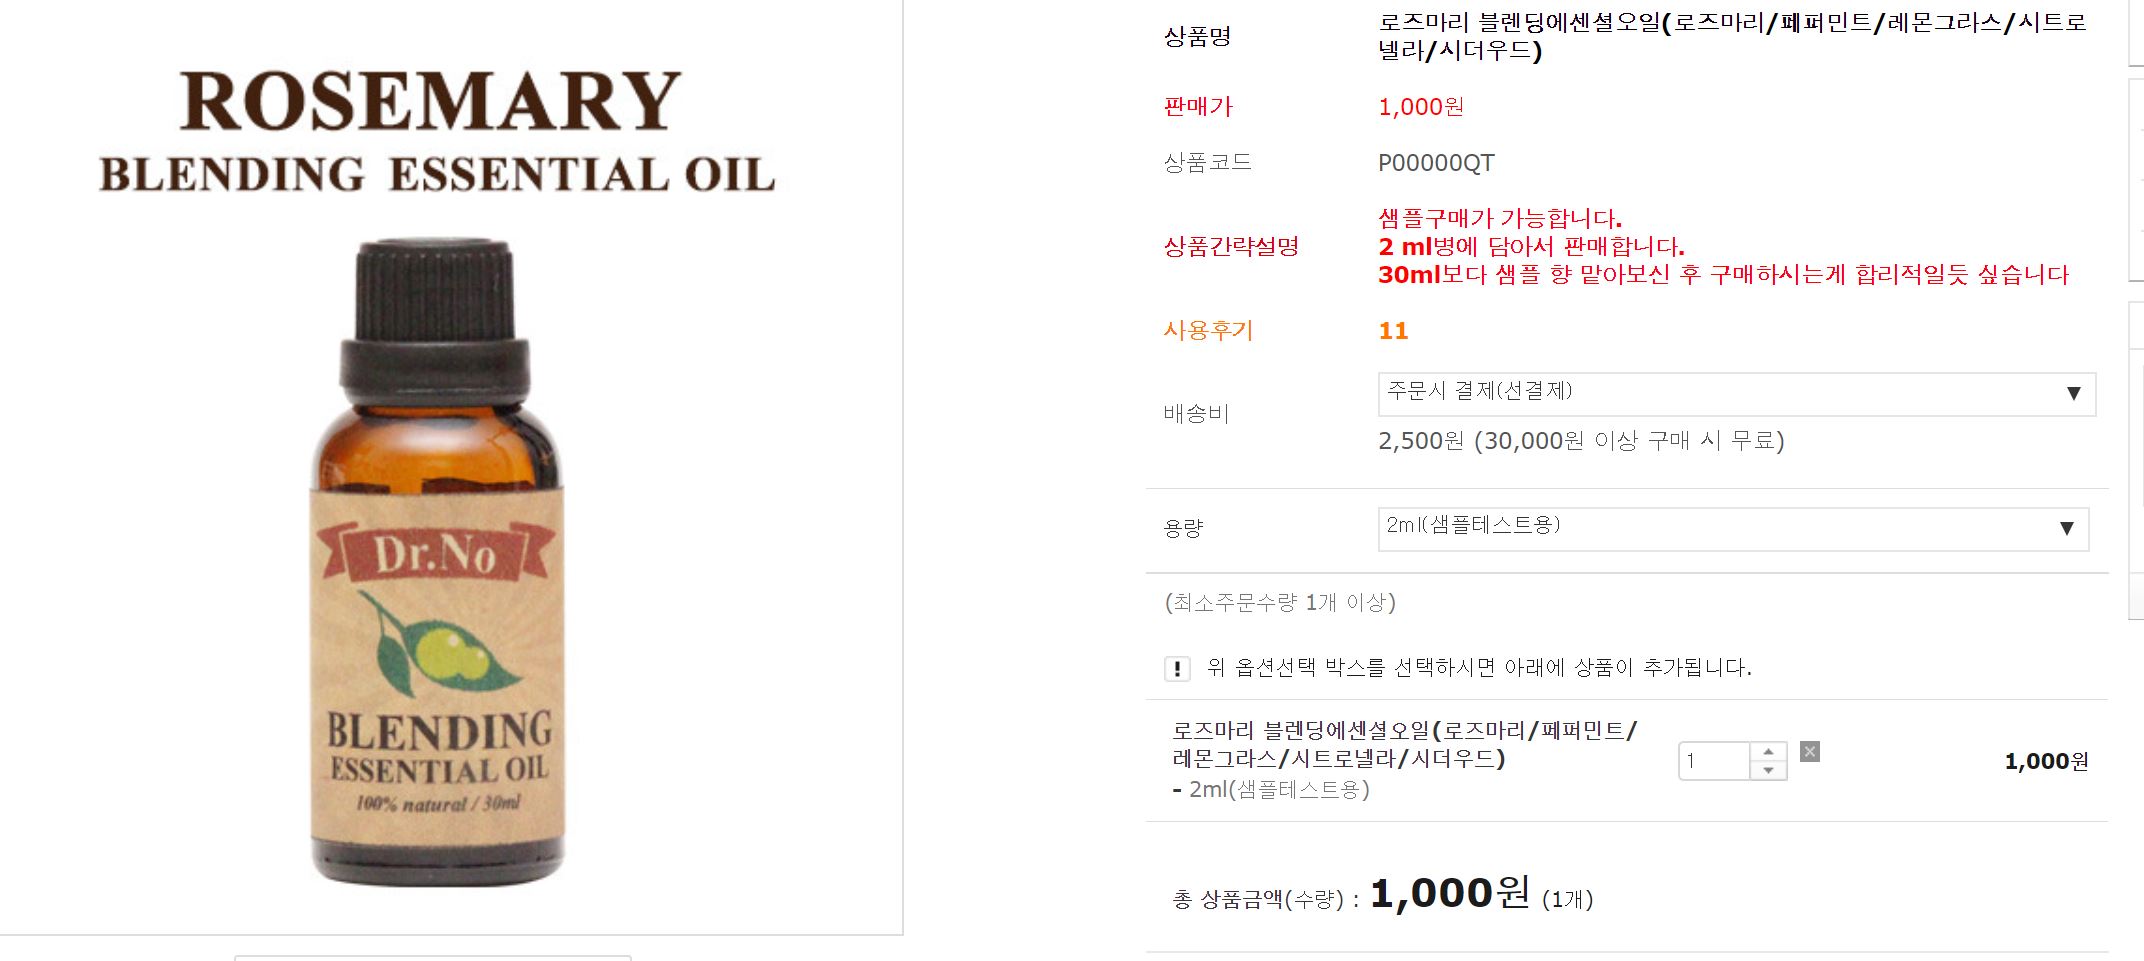 ROSEMARY
BLENDING ESSENTIAL OIL
Dr.No
BLENDING
ESSENTIAL OIL
100% natural / 30ml
상품명
로즈마리 블렌딩에센셜오일(로즈마리/페퍼민트/레몬그라스/시트로
넬라/시더우드)
판매가
1,000원
상품코드
P00000QT
상품간략설명
샘플구매가 가능합니다.
2 ml병에 담아서 판매합니다.
30ml보다 샘플 향 맡아보신 후 구매하시는게 합리적일듯 싶습니다
사용후기
11
배송비
주문시 결제(선결제)
▼
2,500원 (30,000원 이상 구매 시 무료)
용량
2ml(샘플테스트용)
▼
(최소주문수량 1개 이상)
! 위 옵션선택 박스를 선택하시면 아래에 상품이 추가됩니다.
로즈마리 블렌딩에센셜오일(로즈마리/페퍼민트/
레몬그라스/시트로넬라/시더우드)
- 2ml(샘플테스트용)
1
1,000원
총 상품금액(수량) : 1,000원 (1개)